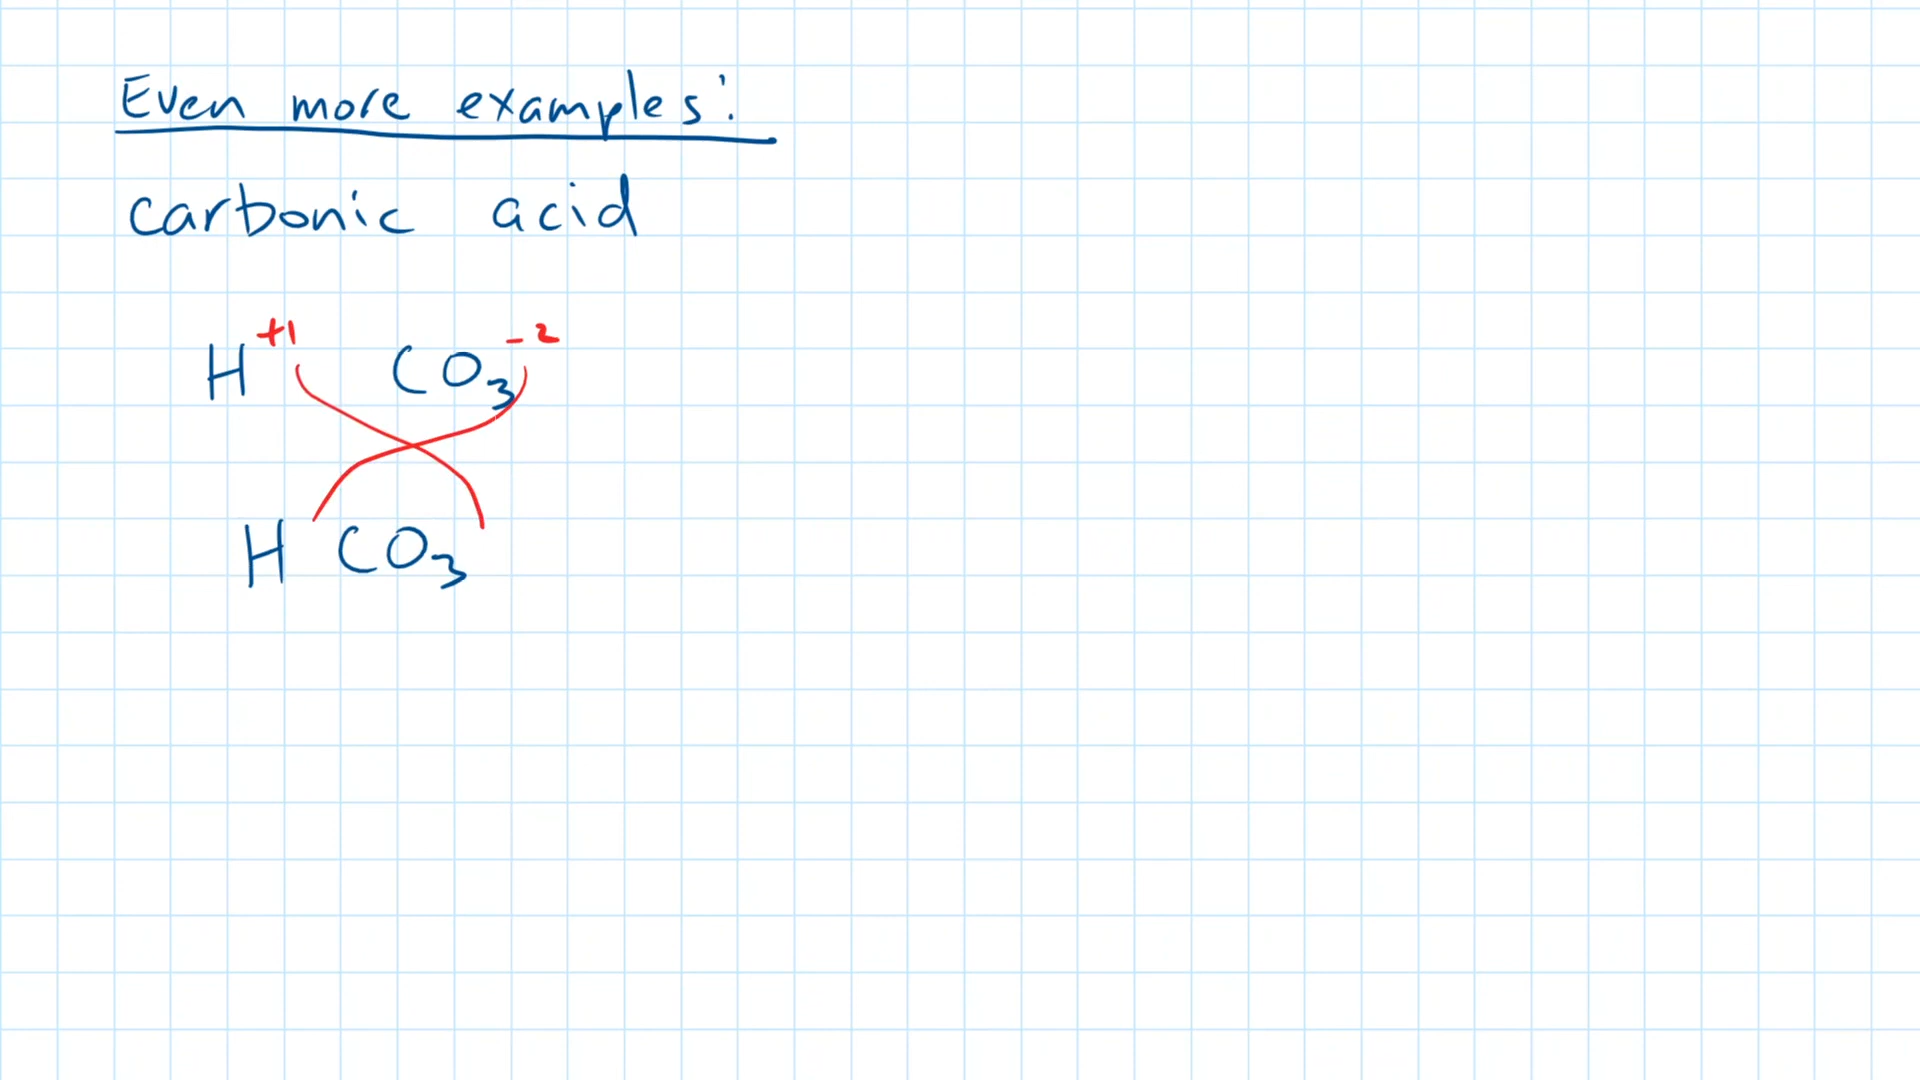 Even more examples:
carbonic acid
H⁺¹ CO₃⁻²
H CO₃